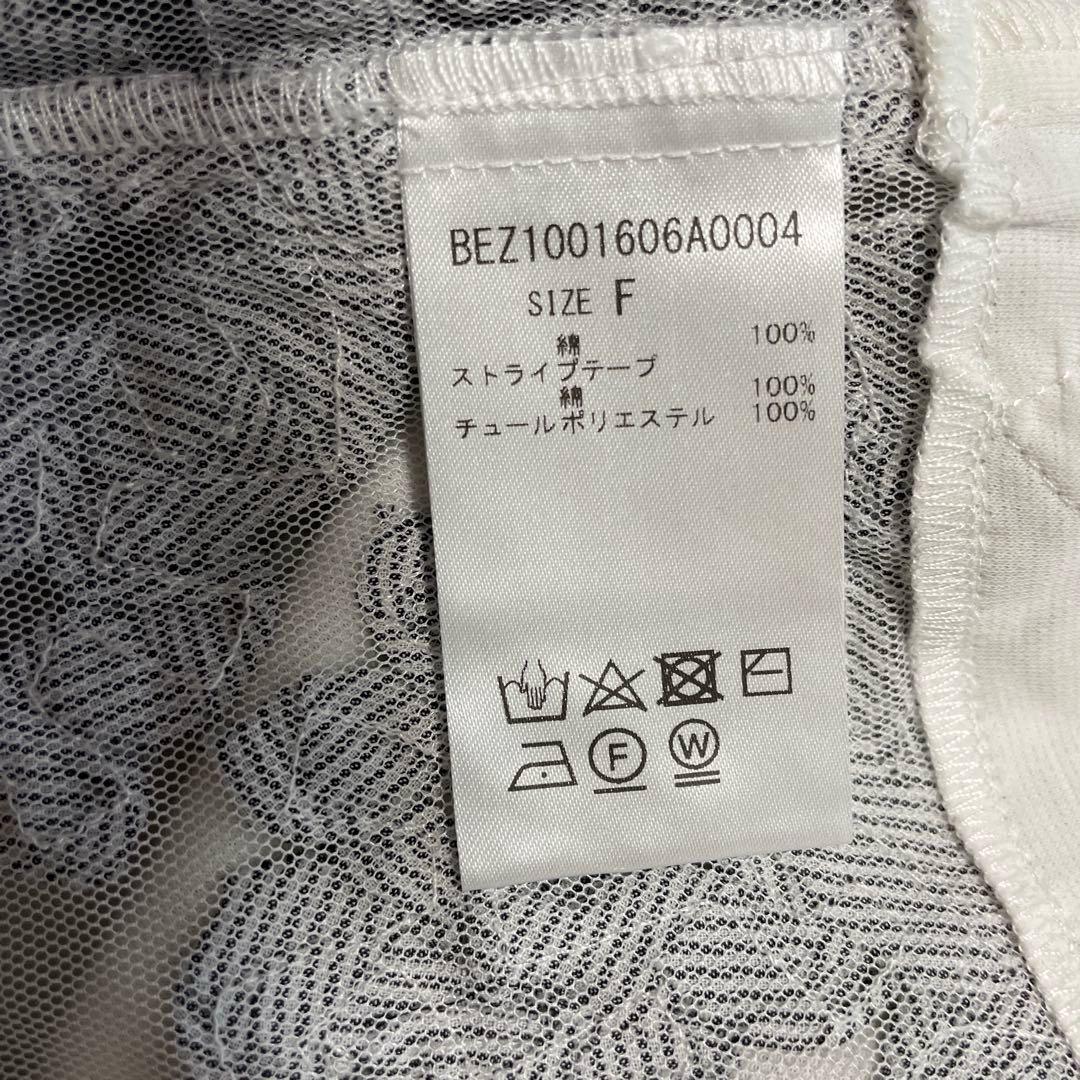 BEZ1001606A0004
SIZE F
綿 100%
ストライプテープ
綿 100%
チュールポリエステル 100%
F W